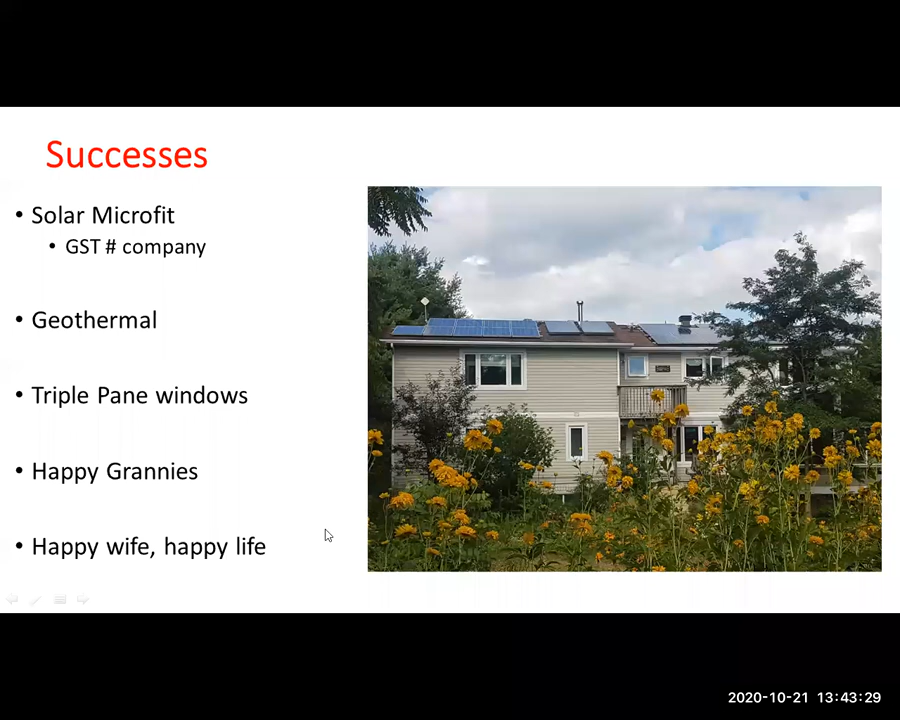 Successes
• Solar Microfit
• GST # company
• Geothermal
• Triple Pane windows
• Happy Grannies
• Happy wife, happy life
2020-10-21 13:43:29